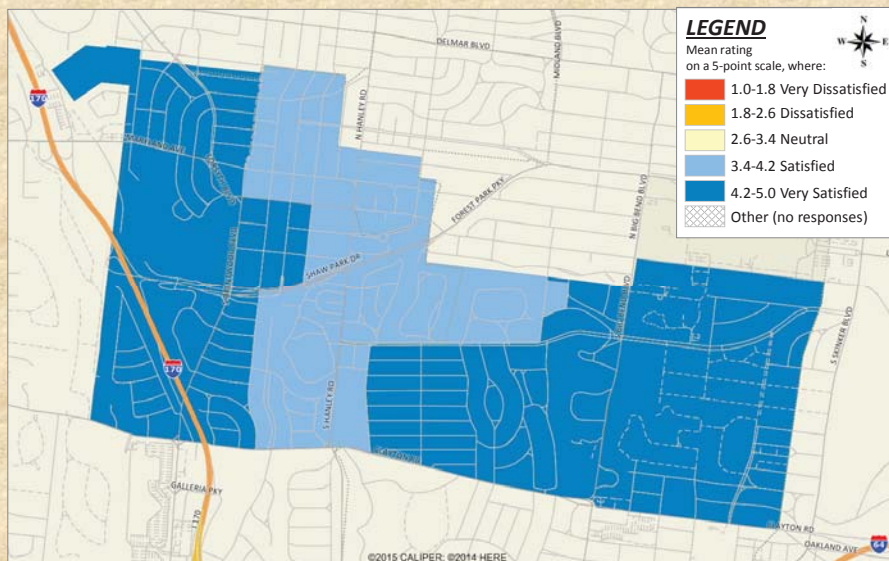 LEGEND
Mean rating
on a 5-point scale, where:
1.0-1.8 Very Dissatisfied
1.8-2.6 Dissatisfied
2.6-3.4 Neutral
3.4-4.2 Satisfied
4.2-5.0 Very Satisfied
Other (no responses)
N
W
E
S
DELMAR BLVD
MIDLAND BLVD
N HANLEY RD
170
FOREST PARK PKY
N BIG BEND BLVD
SHAW PARK DR
S SKINKER BLVD
170
S HANLEY RD
GALLERIA PKY
I 170
OAKLAND AVE
64
©2015 CALIPER; ©2014 HERE